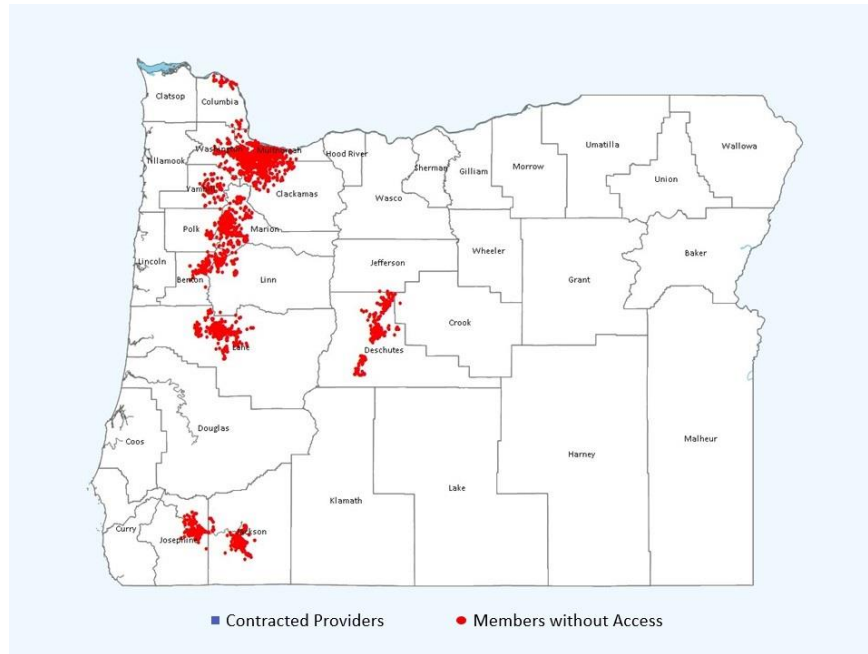 Clatsop
Columbia
Tillamook
Washington
Multnomah
Hood River
Sherman
Gilliam
Morrow
Umatilla
Union
Wallowa
Yamhill
Clackamas
Wasco
Polk
Marion
Wheeler
Baker
Lincoln
Benton
Linn
Jefferson
Grant
Lane
Deschutes
Crook
Coos
Douglas
Klamath
Lake
Harney
Malheur
Curry
Josephine
Jackson
Contracted Providers
Members without Access